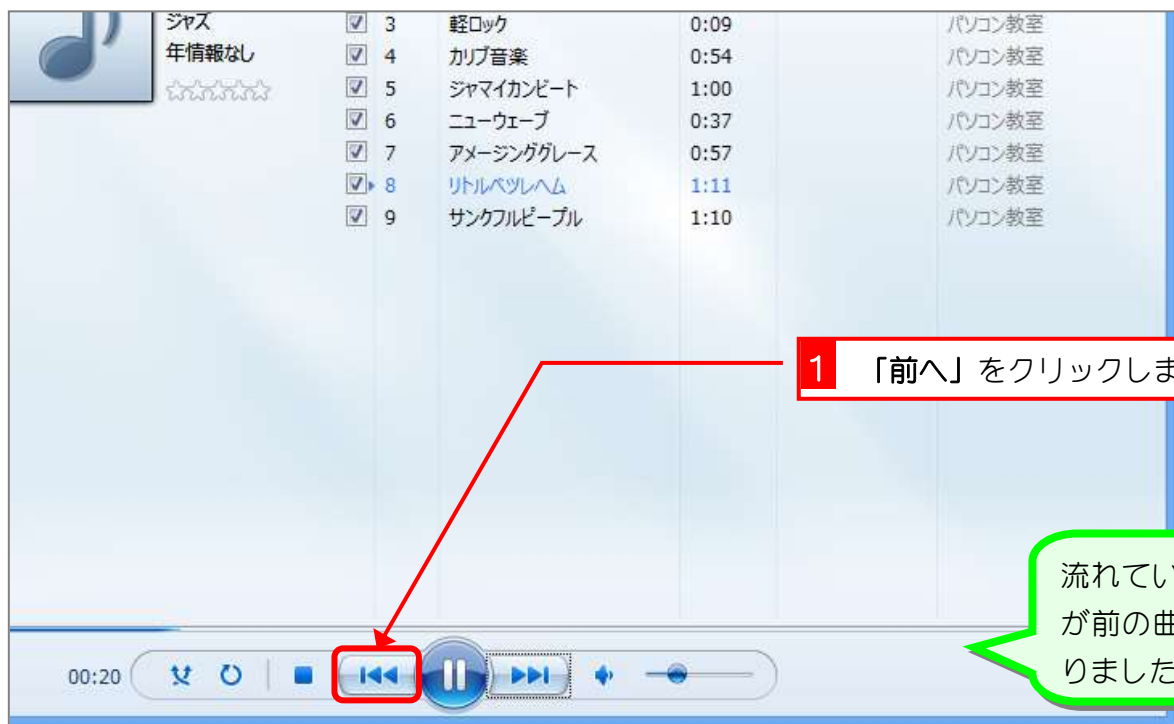 ジャズ
年情報なし
3 軽ロック 0:09 パソコン教室
4 カリブ音楽 0:54 パソコン教室
5 ジャマイカンビート 1:00 パソコン教室
6 ニューウェーブ 0:37 パソコン教室
7 アメージンググレース 0:57 パソコン教室
8 リトルベツレヘム 1:11 パソコン教室
9 サンクフルピープル 1:10 パソコン教室
1 「前へ」をクリックしま
流れてい
が前の曲
りました
00:20